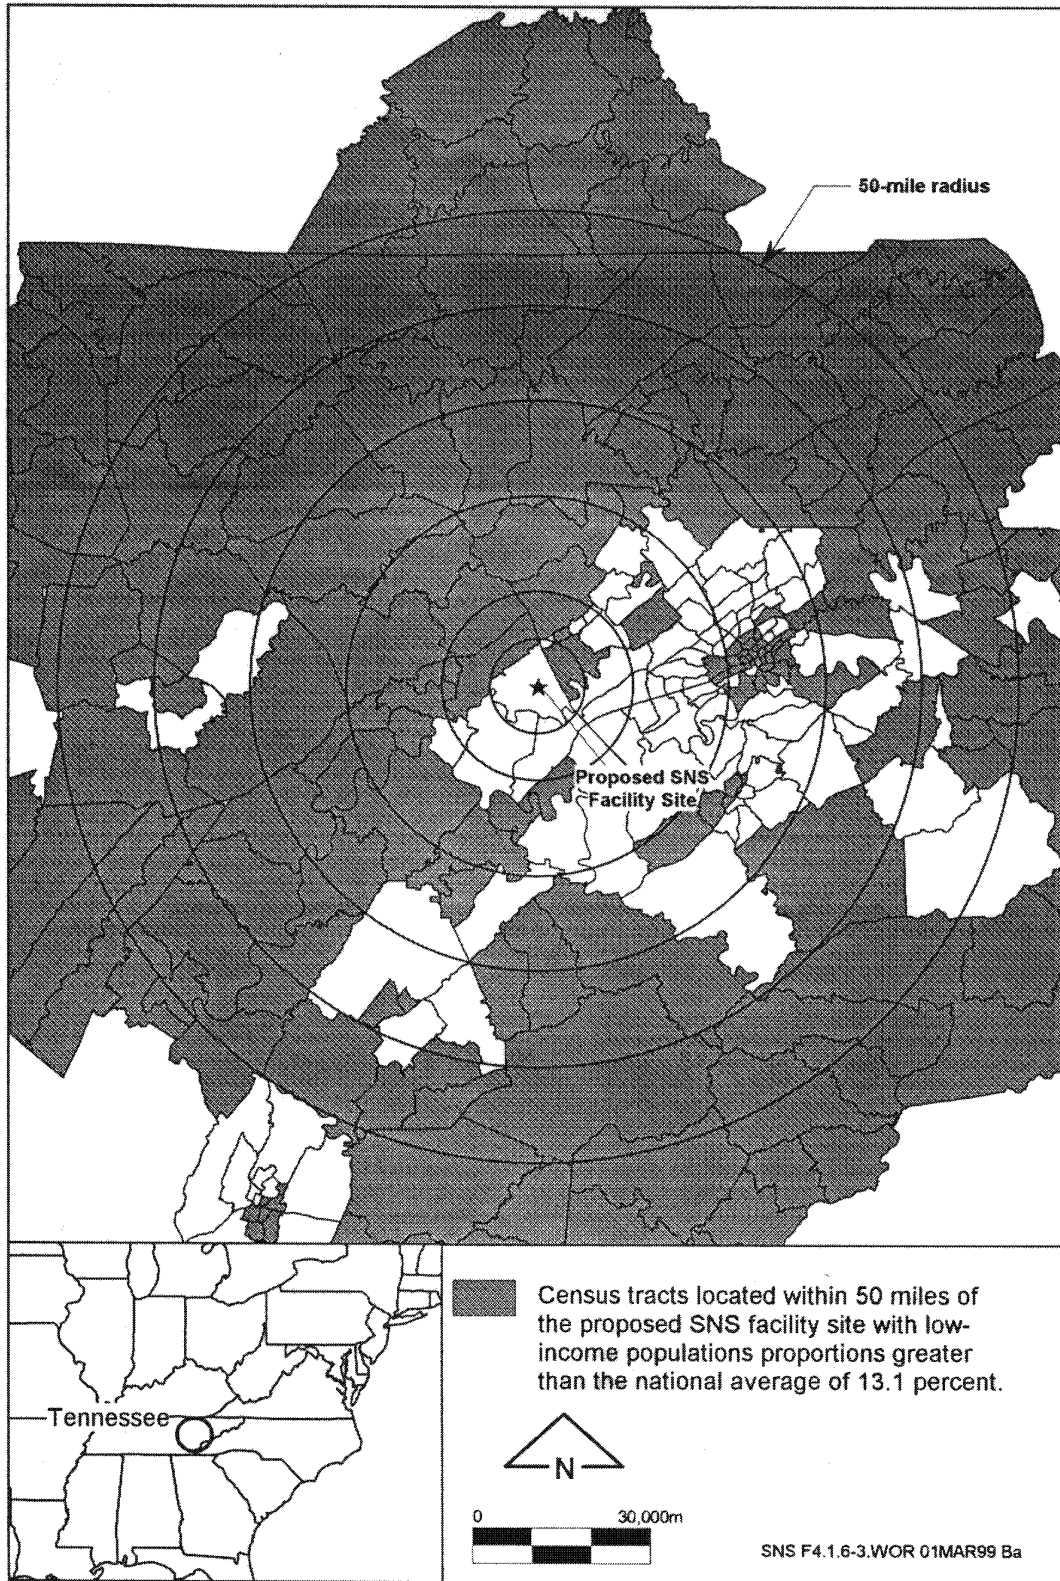 50-mile radius
Proposed SNS
Facility Site
Census tracts located within 50 miles of
the proposed SNS facility site with low-
income populations proportions greater
than the national average of 13.1 percent.
Tennessee
N
0 30,000m
SNS F4.1.6-3.WOR 01MAR99 Ba